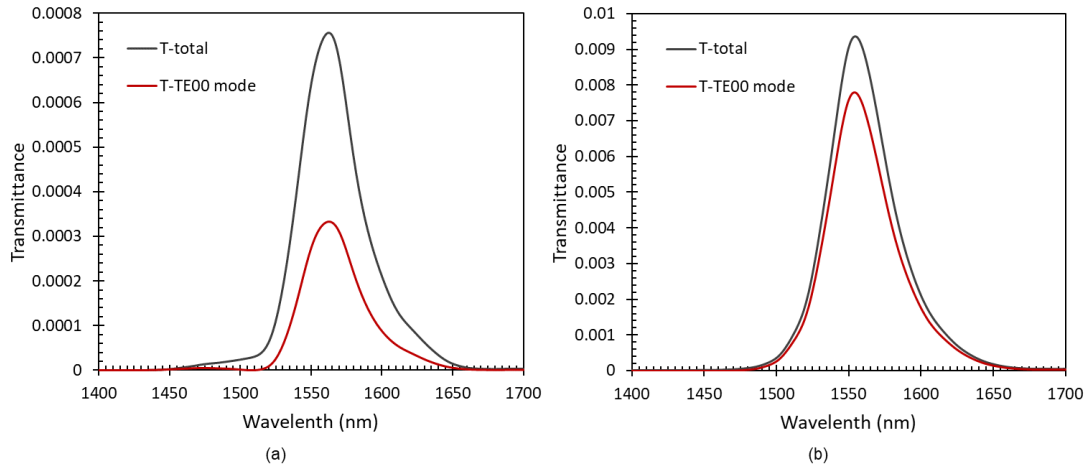 0.0008
0.0007
0.0006
0.0005
0.0004
0.0003
0.0002
0.0001
0
Transmittance
T-total
T-TE00 mode
1400 1450 1500 1550 1600 1650 1700
Wavelenth (nm)
(a)
0.01
0.009
0.008
0.007
0.006
0.005
0.004
0.003
0.002
0.001
0
Transmittance
T-total
T-TE00 mode
1400 1450 1500 1550 1600 1650 1700
Wavelenth (nm)
(b)